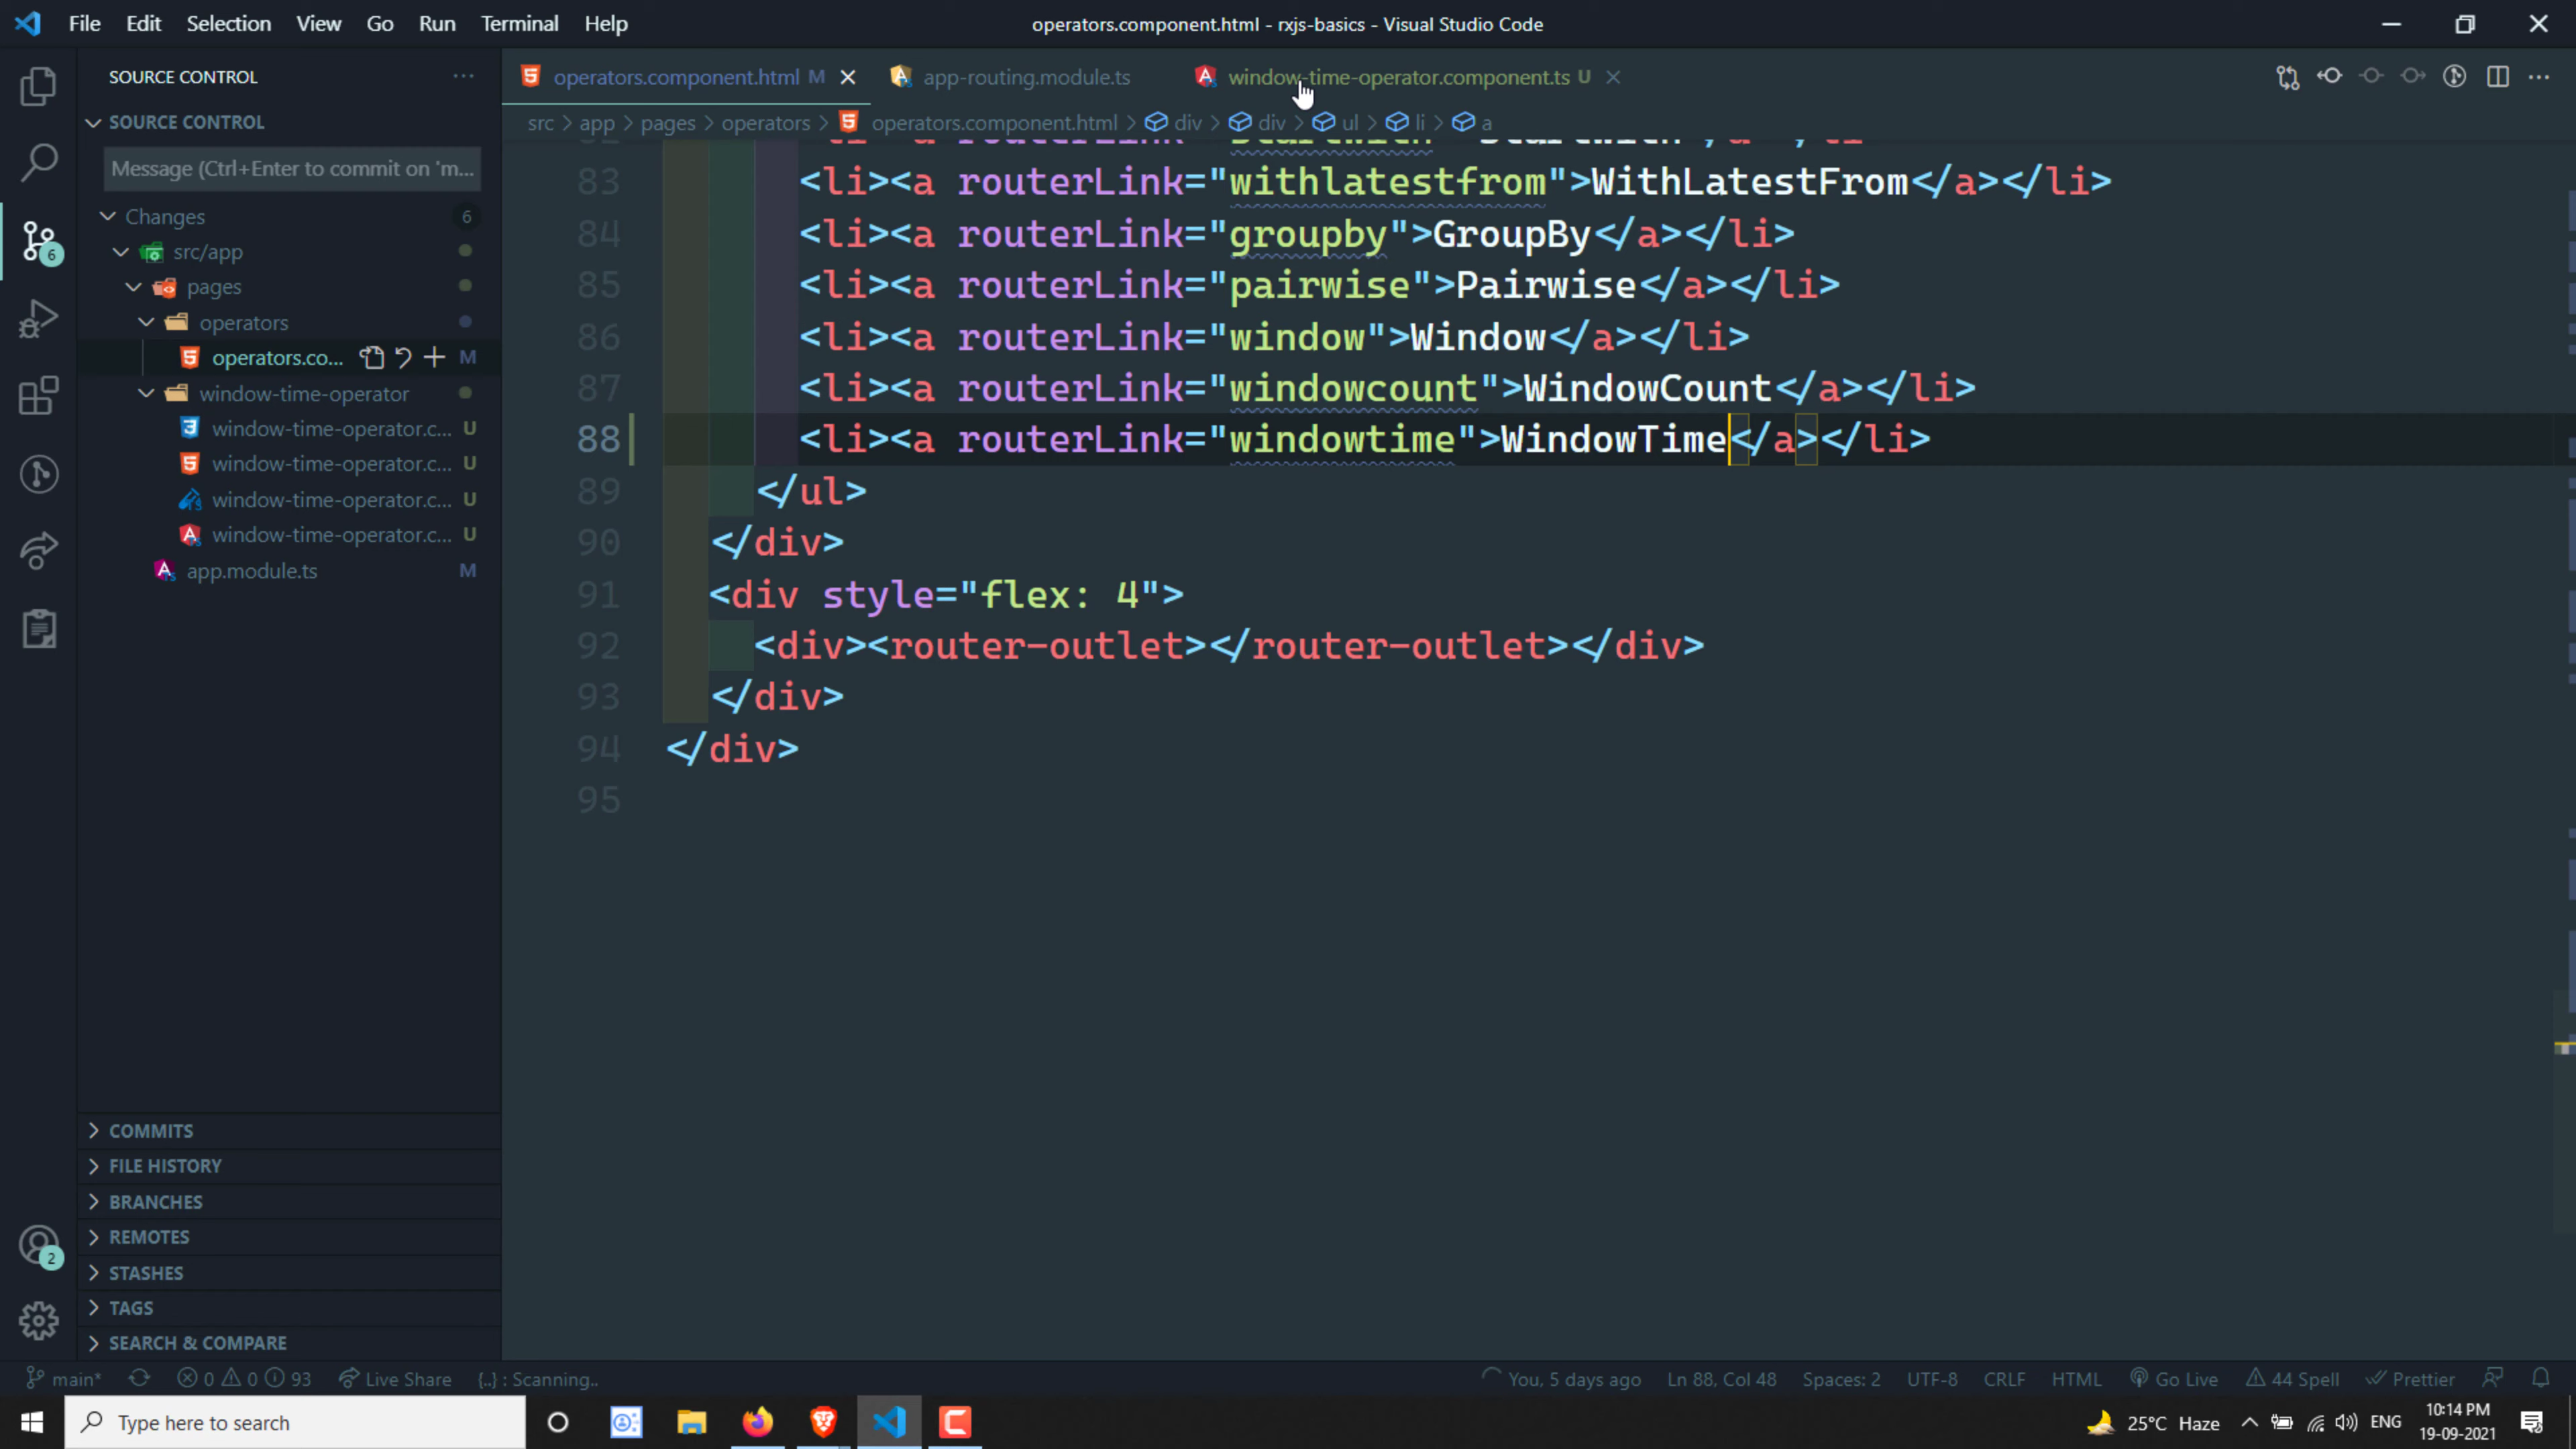 File Edit Selection View Go Run Terminal Help operators.component.html - rxjs-basics - Visual Studio Code
SOURCE CONTROL
operators.component.html M app-routing.module.ts window-time-operator.component.ts U
src > app > pages > operators > operators.component.html > div > div > ul > li > a
SOURCE CONTROL
Message (Ctrl+Enter to commit on 'm...
Changes 6
src/app
pages
operators
operators.co... M
window-time-operator
window-time-operator.c... U
window-time-operator.c... U
window-time-operator.c... U
window-time-operator.c... U
app.module.ts M
6
83 <li><a routerLink="withlatestfrom">WithLatestFrom</a></li>
84 <li><a routerLink="groupby">GroupBy</a></li>
85 <li><a routerLink="pairwise">Pairwise</a></li>
86 <li><a routerLink="window">Window</a></li>
87 <li><a routerLink="windowcount">WindowCount</a></li>
88 <li><a routerLink="windowtime">WindowTime</a></li>
89 </ul>
90 </div>
91 <div style="flex: 4">
92 <div><router-outlet></router-outlet></div>
93 </div>
94 </div>
95
COMMITS
FILE HISTORY
BRANCHES
REMOTES
STASHES
TAGS
SEARCH & COMPARE
2
main* 0 0 93 Live Share {..} : Scanning.. You, 5 days ago Ln 88, Col 48 Spaces: 2 UTF-8 CRLF HTML Go Live 44 Spell Prettier
Type here to search 25°C Haze ENG 10:14 PM
19-09-2021